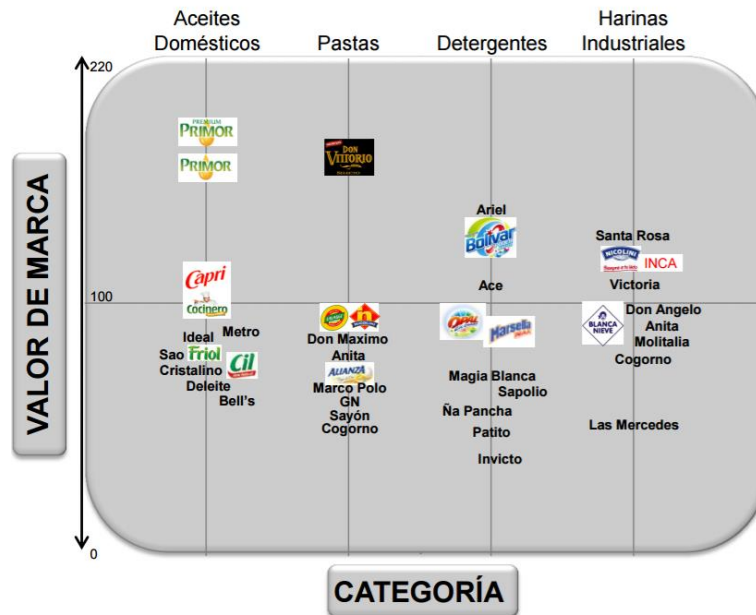 Aceites
Domésticos
Pastas
Detergentes
Harinas
Industriales
220
100
0
VALOR DE MARCA
CATEGORÍA
PREMIUM
PRIMOR
PRIMOR
Capri
Cocinero
Ideal
Metro
Sao
Friol
Cil
Cristalino
Deleite
Bell's
DON
VITTORIO
Don Maximo
Anita
ALIANZA
Marco Polo
GN
Sayón
Cogorno
Ariel
Bolívar
Ace
OPAL
Marsella
MAX
Magia Blanca
Sapolio
Ña Pancha
Patito
Invicto
Santa Rosa
NICOLINI
INCA
Victoria
BLANCA
NIEVE
Don Angelo
Anita
Molitalia
Cogorno
Las Mercedes